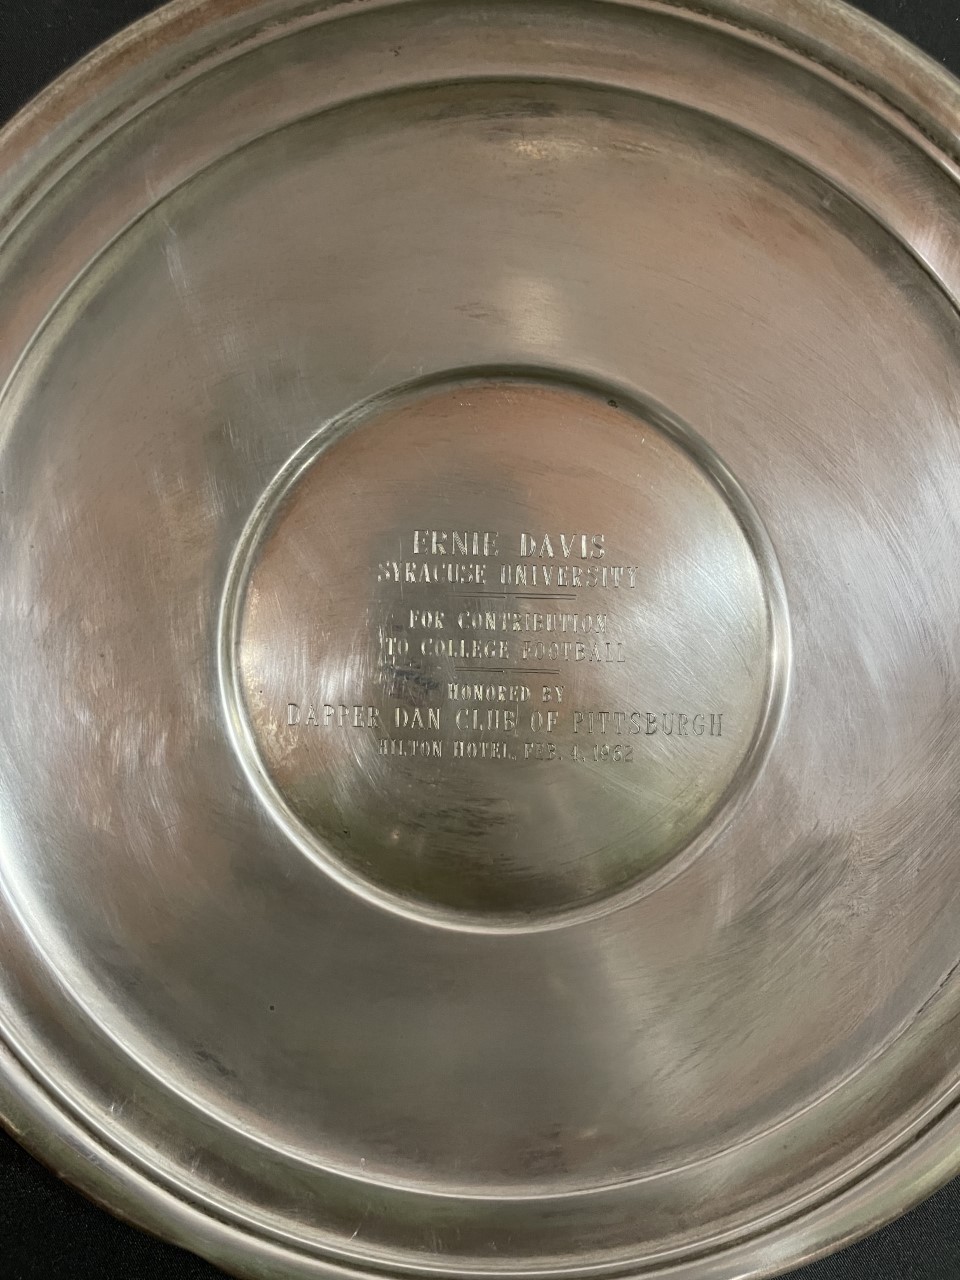 ERNIE DAVIS
SYRACUSE UNIVERSITY
FOR CONTRIBUTION
TO COLLEGE FOOTBALL
HONORED BY
DAPPER DAN CLUB OF PITTSBURGH
HILTON HOTEL, FEB. 4, 1962